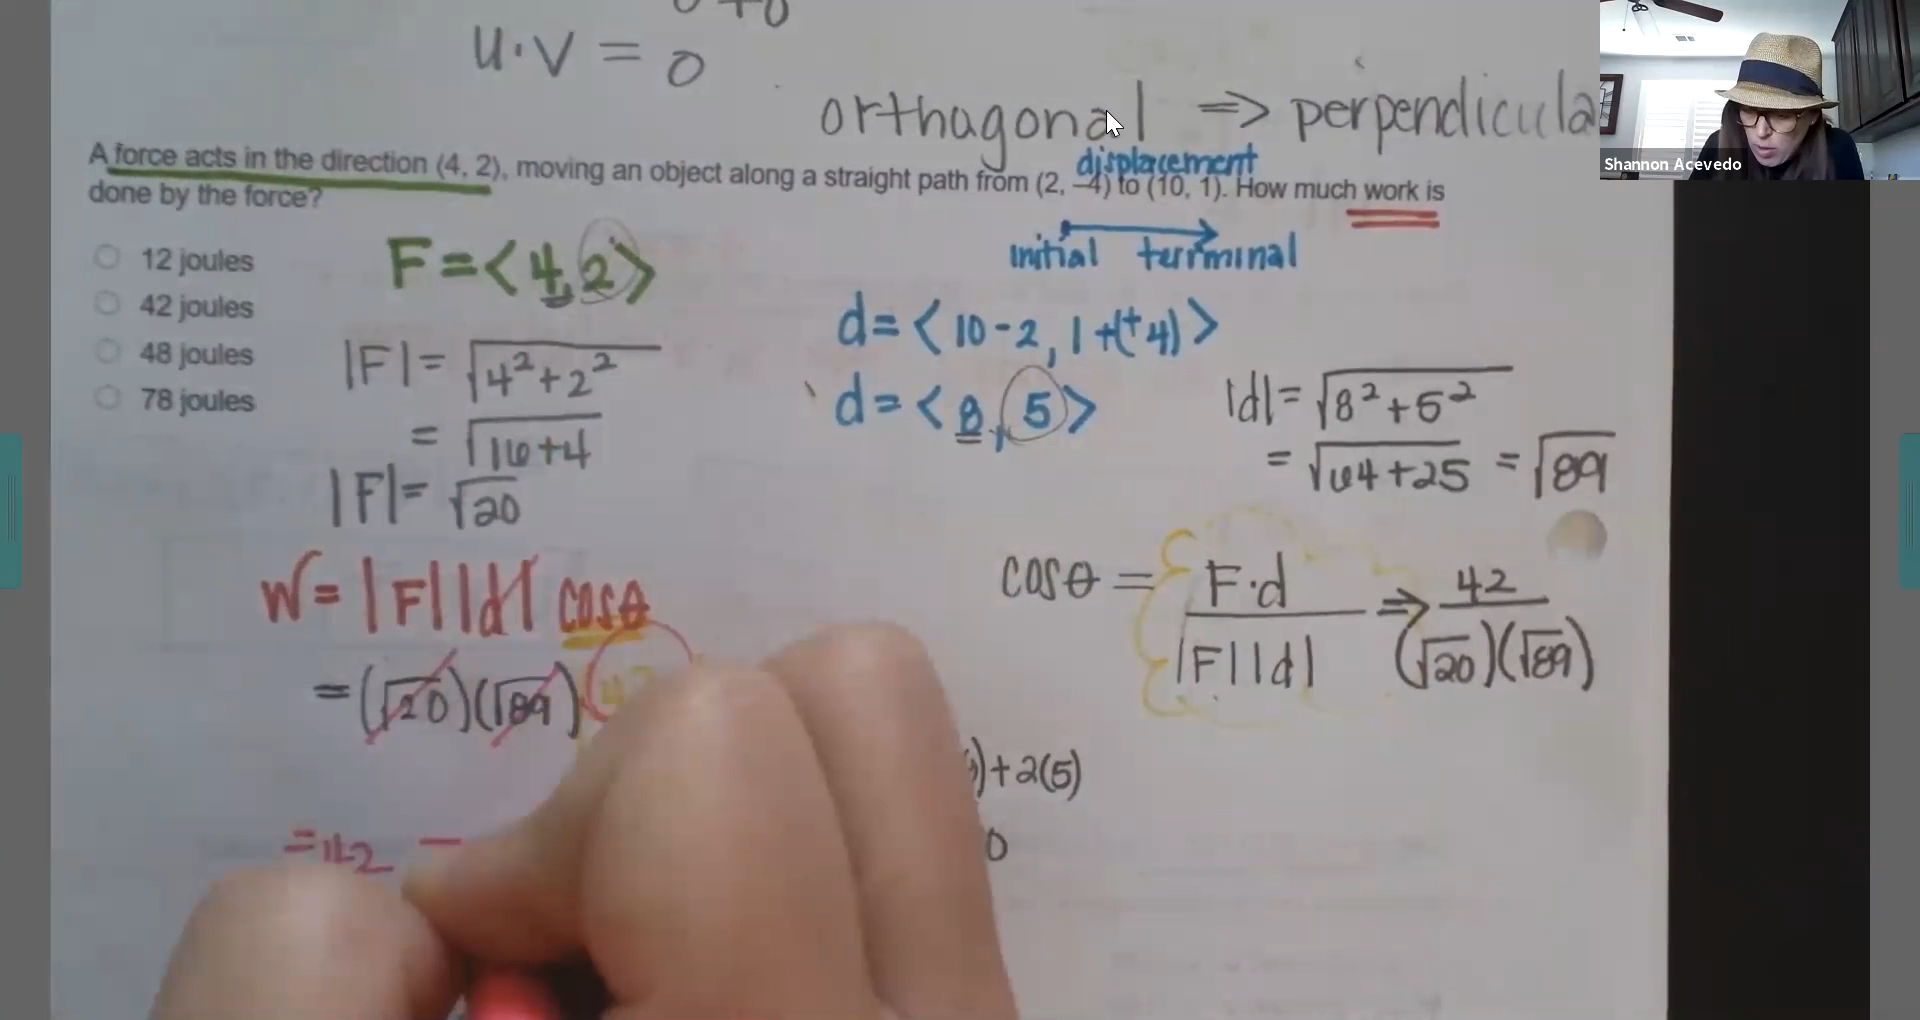 u·v = 0
orthagonal => perpendicula
Shannon Acevedo
displacement
A force acts in the direction (4, 2), moving an object along a straight path from (2, –4) to (10, 1). How much work is
done by the force?
initial terminal
12 joules
42 joules
48 joules
78 joules
F = <4, 2>
|F| = √4²+2²
= √16+4
|F| = √20
d = <10-2, 1+(+4)>
d = <8, 5>
|d| = √8²+5²
= √64+25 = √89
W = |F||d| cosθ
= (√20)(√89)
= 42
cosθ = F·d / |F||d| => 42 / (√20)(√89)
)+2(5)
0